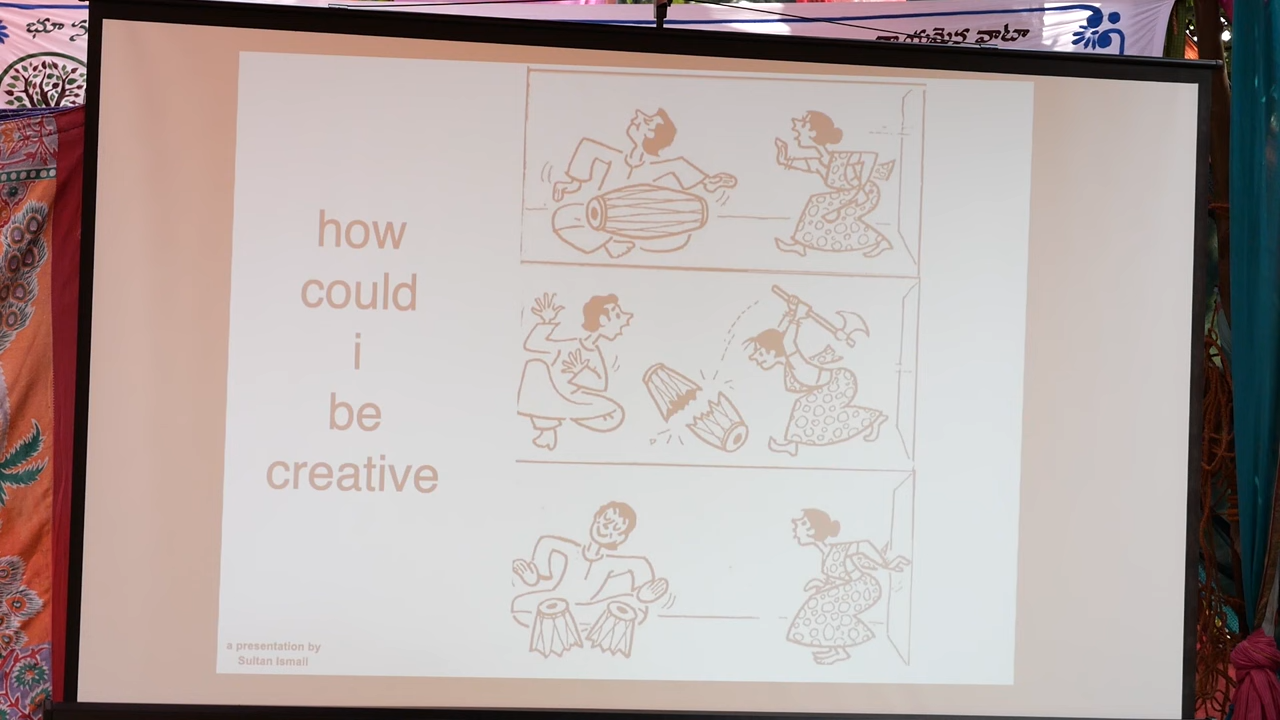 how
could
i
be
creative
a presentation by
Sultan Ismail